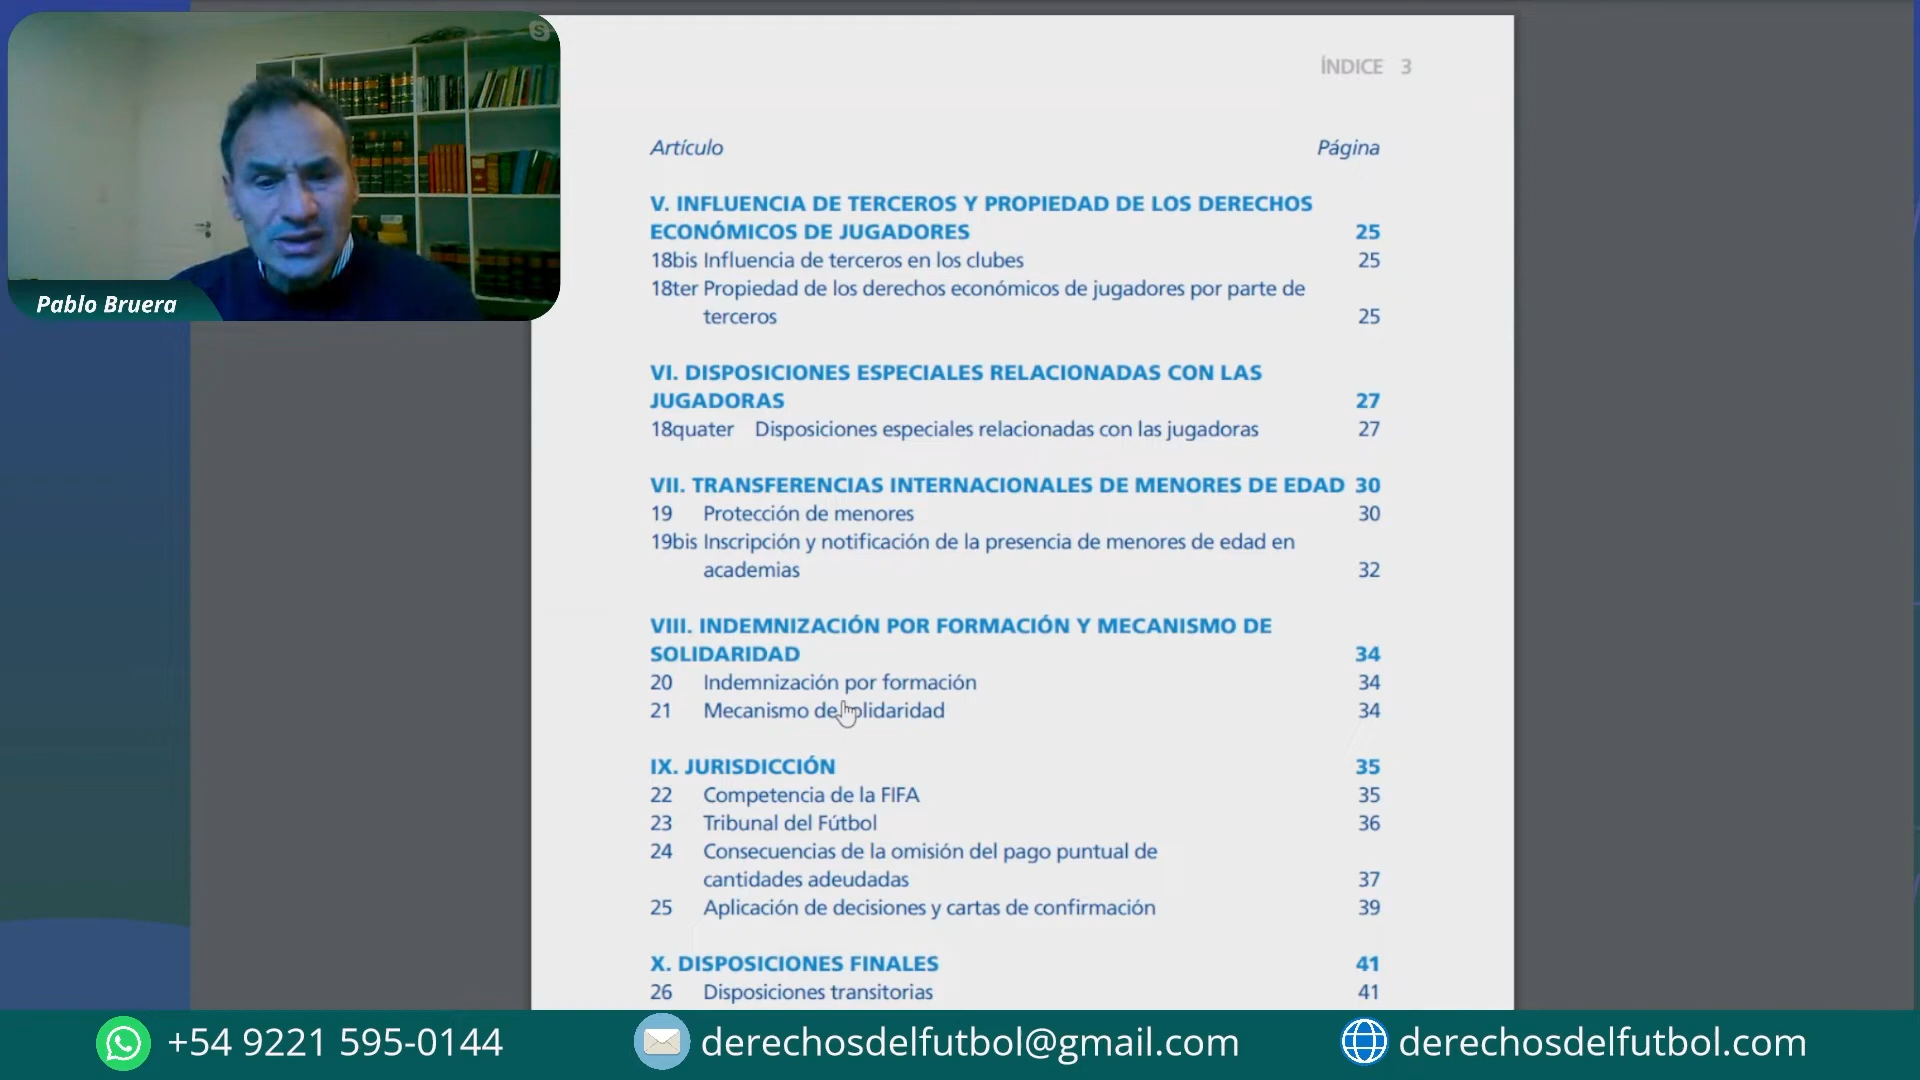 Pablo Bruera
ÍNDICE 3
Artículo Página
V. INFLUENCIA DE TERCEROS Y PROPIEDAD DE LOS DERECHOS
ECONÓMICOS DE JUGADORES 25
18bis Influencia de terceros en los clubes 25
18ter Propiedad de los derechos económicos de jugadores por parte de
terceros 25
VI. DISPOSICIONES ESPECIALES RELACIONADAS CON LAS
JUGADORAS 27
18quater Disposiciones especiales relacionadas con las jugadoras 27
VII. TRANSFERENCIAS INTERNACIONALES DE MENORES DE EDAD 30
19 Protección de menores 30
19bis Inscripción y notificación de la presencia de menores de edad en
academias 32
VIII. INDEMNIZACIÓN POR FORMACIÓN Y MECANISMO DE
SOLIDARIDAD 34
20 Indemnización por formación 34
21 Mecanismo de solidaridad 34
IX. JURISDICCIÓN 35
22 Competencia de la FIFA 35
23 Tribunal del Fútbol 36
24 Consecuencias de la omisión del pago puntual de
cantidades adeudadas 37
25 Aplicación de decisiones y cartas de confirmación 39
X. DISPOSICIONES FINALES 41
26 Disposiciones transitorias 41
+54 9221 595-0144
derechosdelfutbol@gmail.com
derechosdelfutbol.com